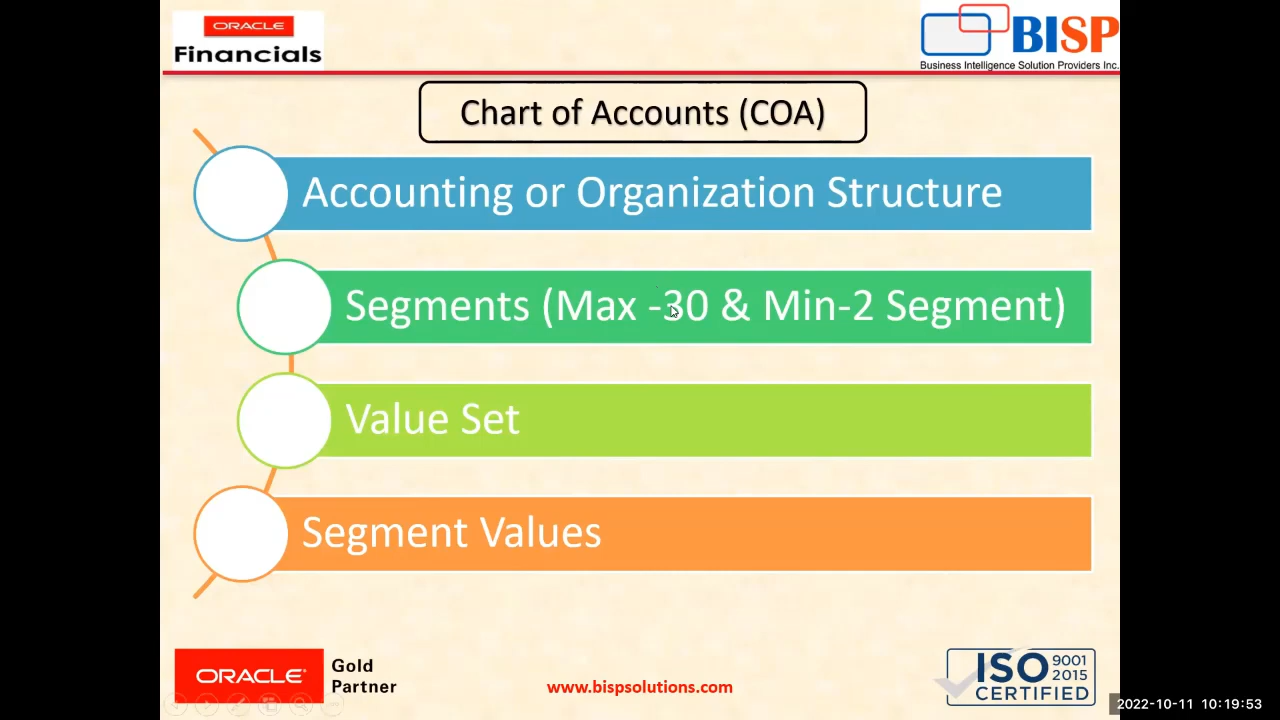 ORACLE
Financials
BISP
Business Intelligence Solution Providers Inc.
Chart of Accounts (COA)
Accounting or Organization Structure
Segments (Max -30 & Min-2 Segment)
Value Set
Segment Values
ORACLE®
Gold
Partner
www.bispsolutions.com
ISO 9001
2015
CERTIFIED
2022-10-11 10:19:53